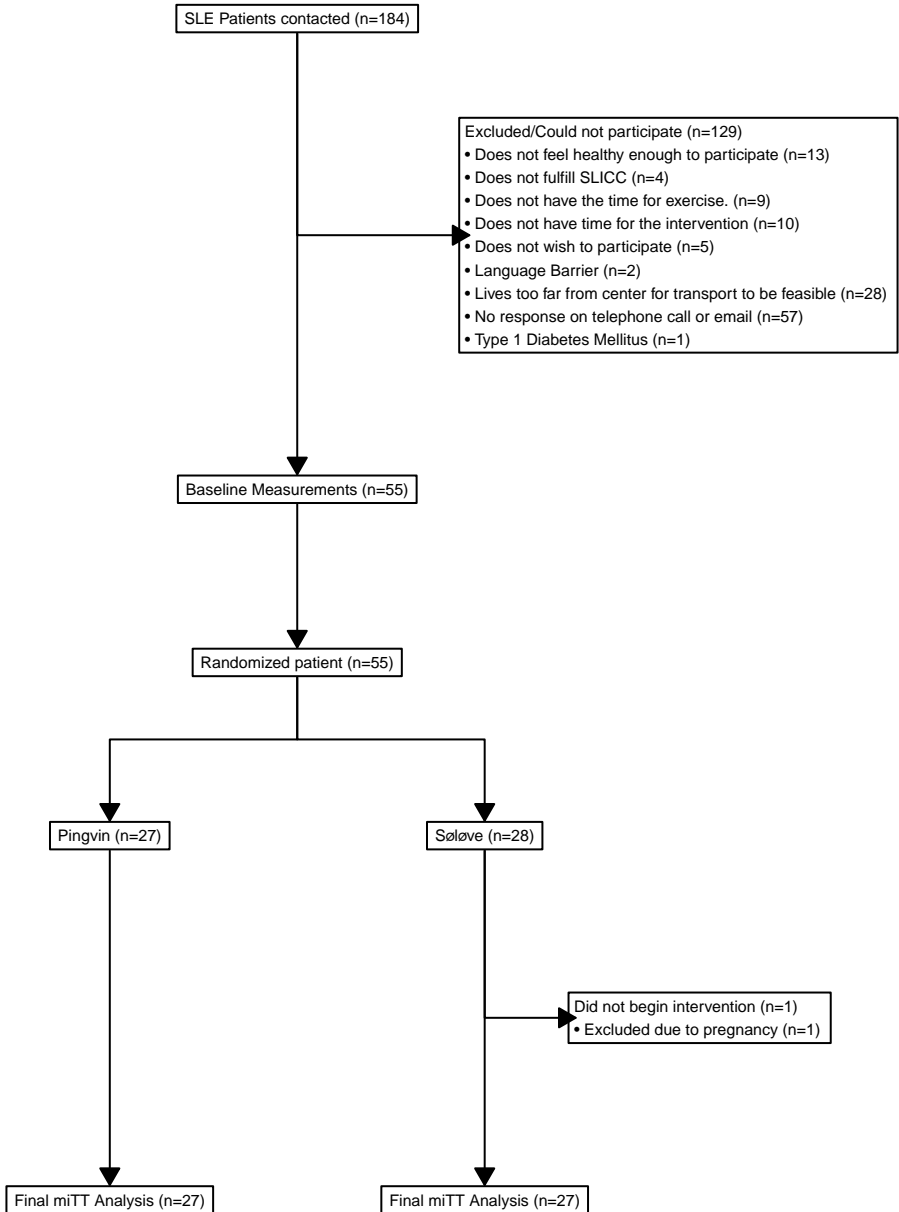 SLE Patients contacted (n=184)
Excluded/Could not participate (n=129)
• Does not feel healthy enough to participate (n=13)
• Does not fulfill SLICC (n=4)
• Does not have the time for exercise. (n=9)
• Does not have time for the intervention (n=10)
• Does not wish to participate (n=5)
• Language Barrier (n=2)
• Lives too far from center for transport to be feasible (n=28)
• No response on telephone call or email (n=57)
• Type 1 Diabetes Mellitus (n=1)
Baseline Measurements (n=55)
Randomized patient (n=55)
Pingvin (n=27)
Søløve (n=28)
Did not begin intervention (n=1)
• Excluded due to pregnancy (n=1)
Final miTT Analysis (n=27)
Final miTT Analysis (n=27)